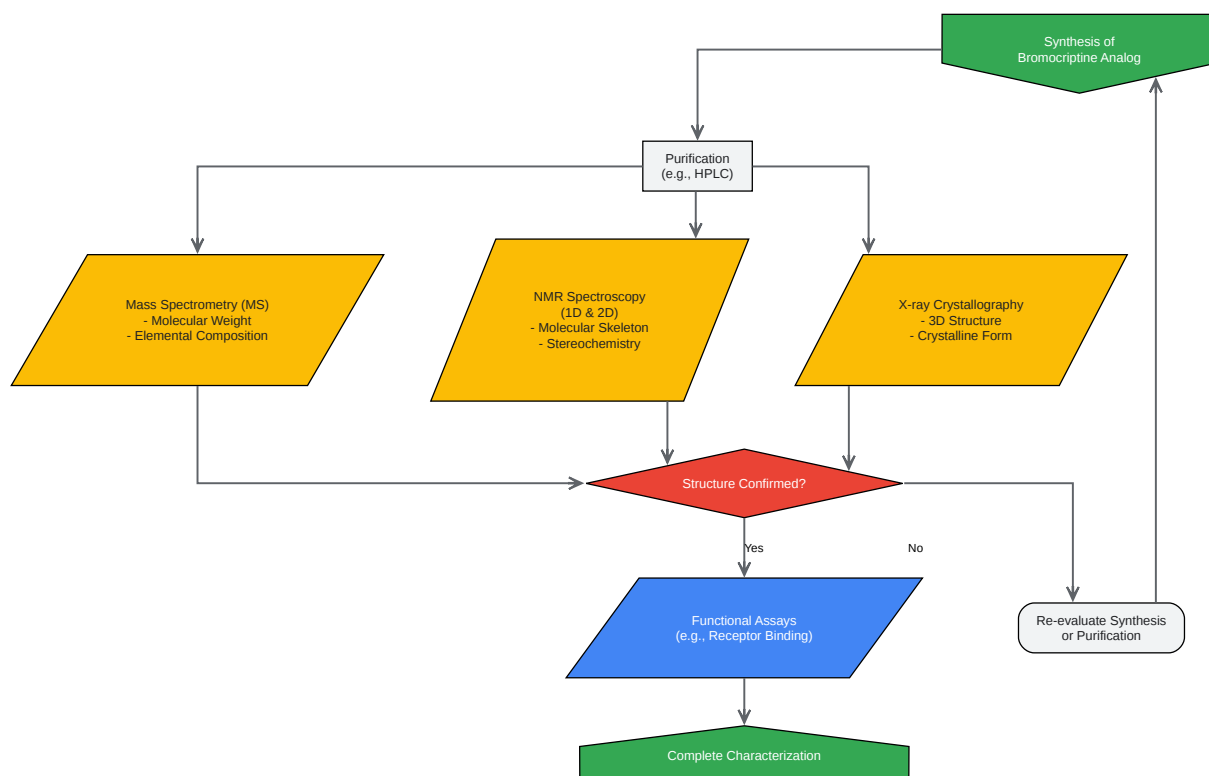 Synthesis of
Bromocriptine Analog
Purification
(e.g., HPLC)
Mass Spectrometry (MS)
- Molecular Weight
- Elemental Composition
NMR Spectroscopy
(1D & 2D)
- Molecular Skeleton
- Stereochemistry
X-ray Crystallography
- 3D Structure
- Crystalline Form
Structure Confirmed?
Yes
No
Functional Assays
(e.g., Receptor Binding)
Re-evaluate Synthesis
or Purification
Complete Characterization